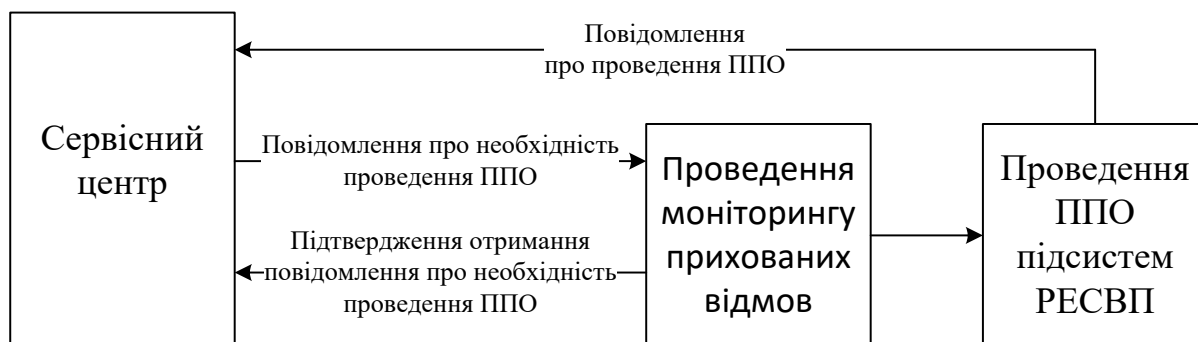 Повідомлення
про проведення ППО
Сервісний
центр
Повідомлення про необхідність
проведення ППО
Підтвердження отримання
повідомлення про необхідність
проведення ППО
Проведення
моніторингу
прихованих
відмов
Проведення
ППО
підсистем
РЕСВП